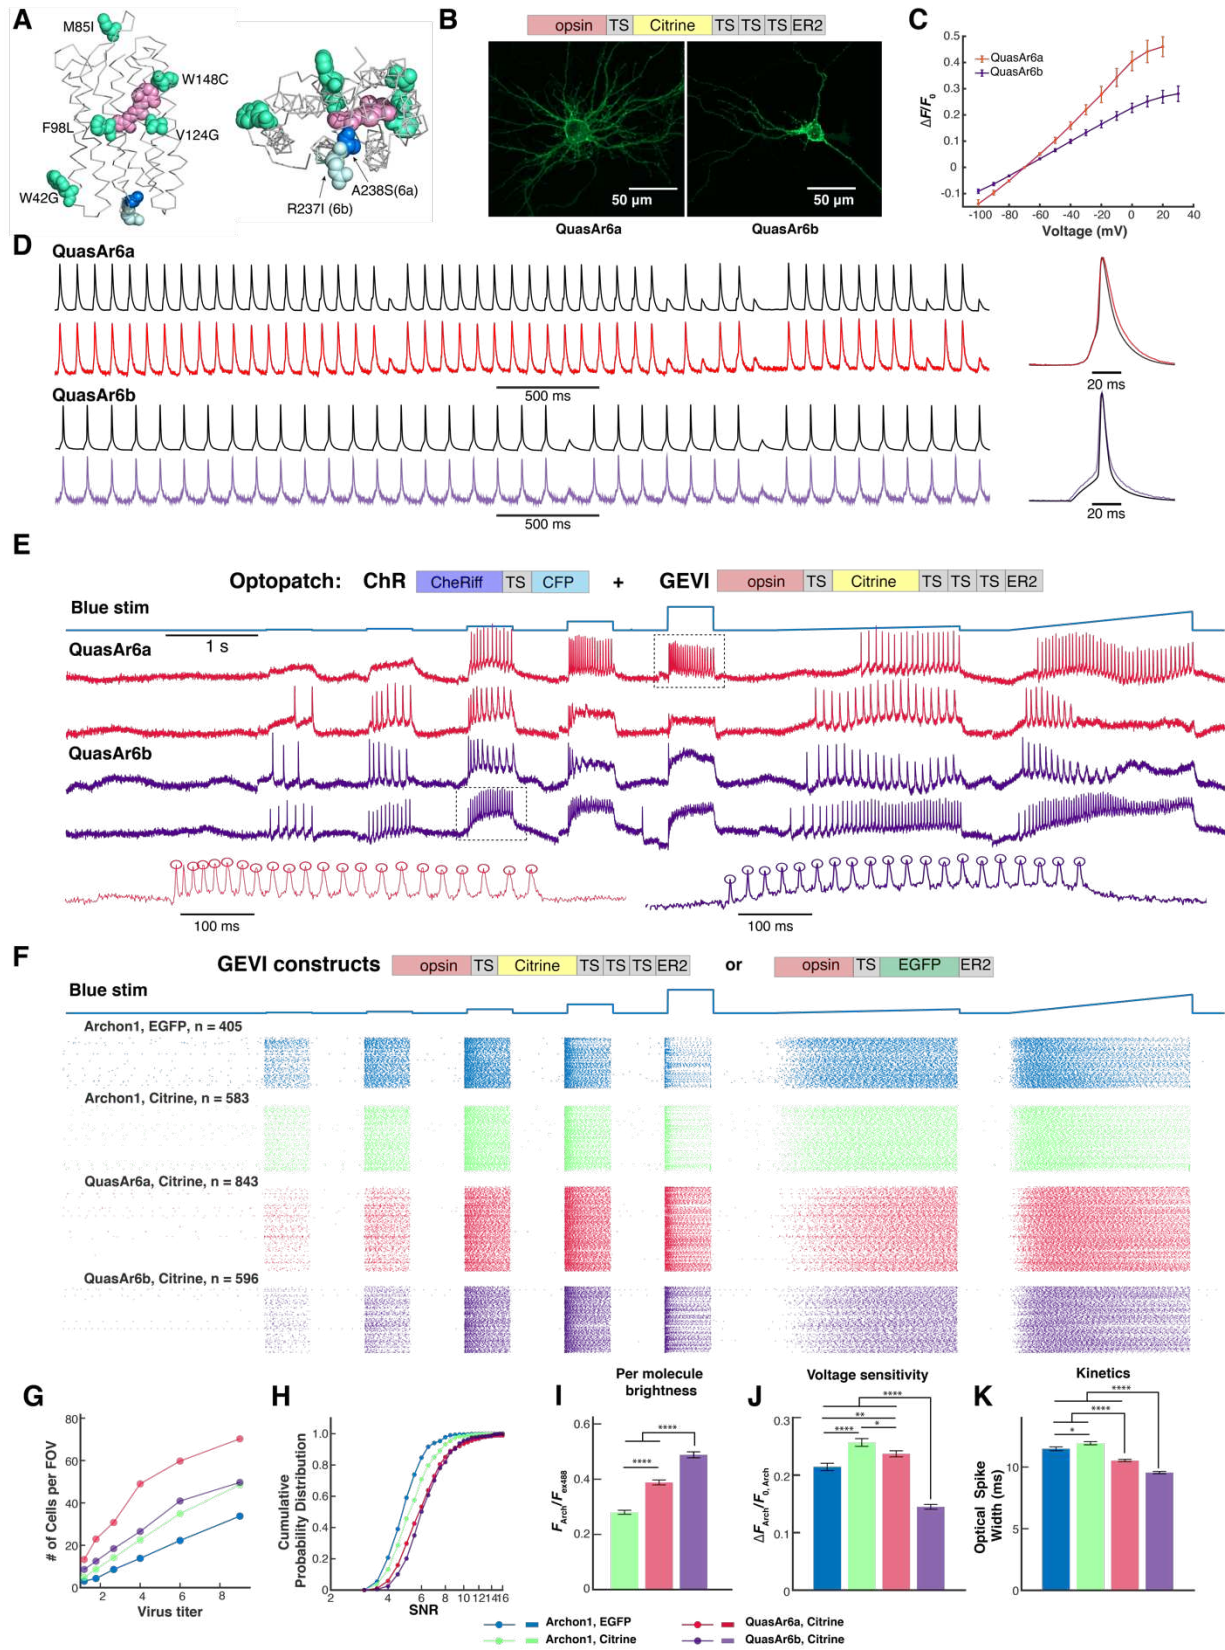 A
M85I
W148C
F98L
V124G
W42G
A238S(6a)
R237I (6b)
B
opsin TS Citrine TS TS TS ER2
50 µm
50 µm
QuasAr6a
QuasAr6b
C
0.5
0.4
0.3
0.2
0.1
0
-0.1
ΔF/F0
QuasAr6a
QuasAr6b
-100 -80 -60 -40 -20 0 20 40
Voltage (mV)
D
QuasAr6a
500 ms
20 ms
QuasAr6b
500 ms
20 ms
E
Optopatch: ChR CheRiff TS CFP + GEVI opsin TS Citrine TS TS TS ER2
Blue stim
1 s
QuasAr6a
QuasAr6b
100 ms
100 ms
F
GEVI constructs opsin TS Citrine TS TS TS ER2 or opsin TS EGFP ER2
Blue stim
Archon1, EGFP, n = 405
Archon1, Citrine, n = 583
QuasAr6a, Citrine, n = 843
QuasAr6b, Citrine, n = 596
G
80
60
40
20
0
# of Cells per FOV
2 4 6 8
Virus titer
H
1.0
0.8
0.6
0.4
0.2
0
Cumulative
Probability Distribution
2 4 6 8 10 121416
SNR
I
Per molecule
brightness
0.6
0.4
0.2
0
FArch/Fex488
****
****
J
Voltage sensitivity
0.3
0.2
0.1
0
ΔFArch/F0, Arch
****
**
****
*
K
Kinetics
10
5
0
Optical Spike
Width (ms)
****
****
*
Archon1, EGFP
Archon1, Citrine
QuasAr6a, Citrine
QuasAr6b, Citrine